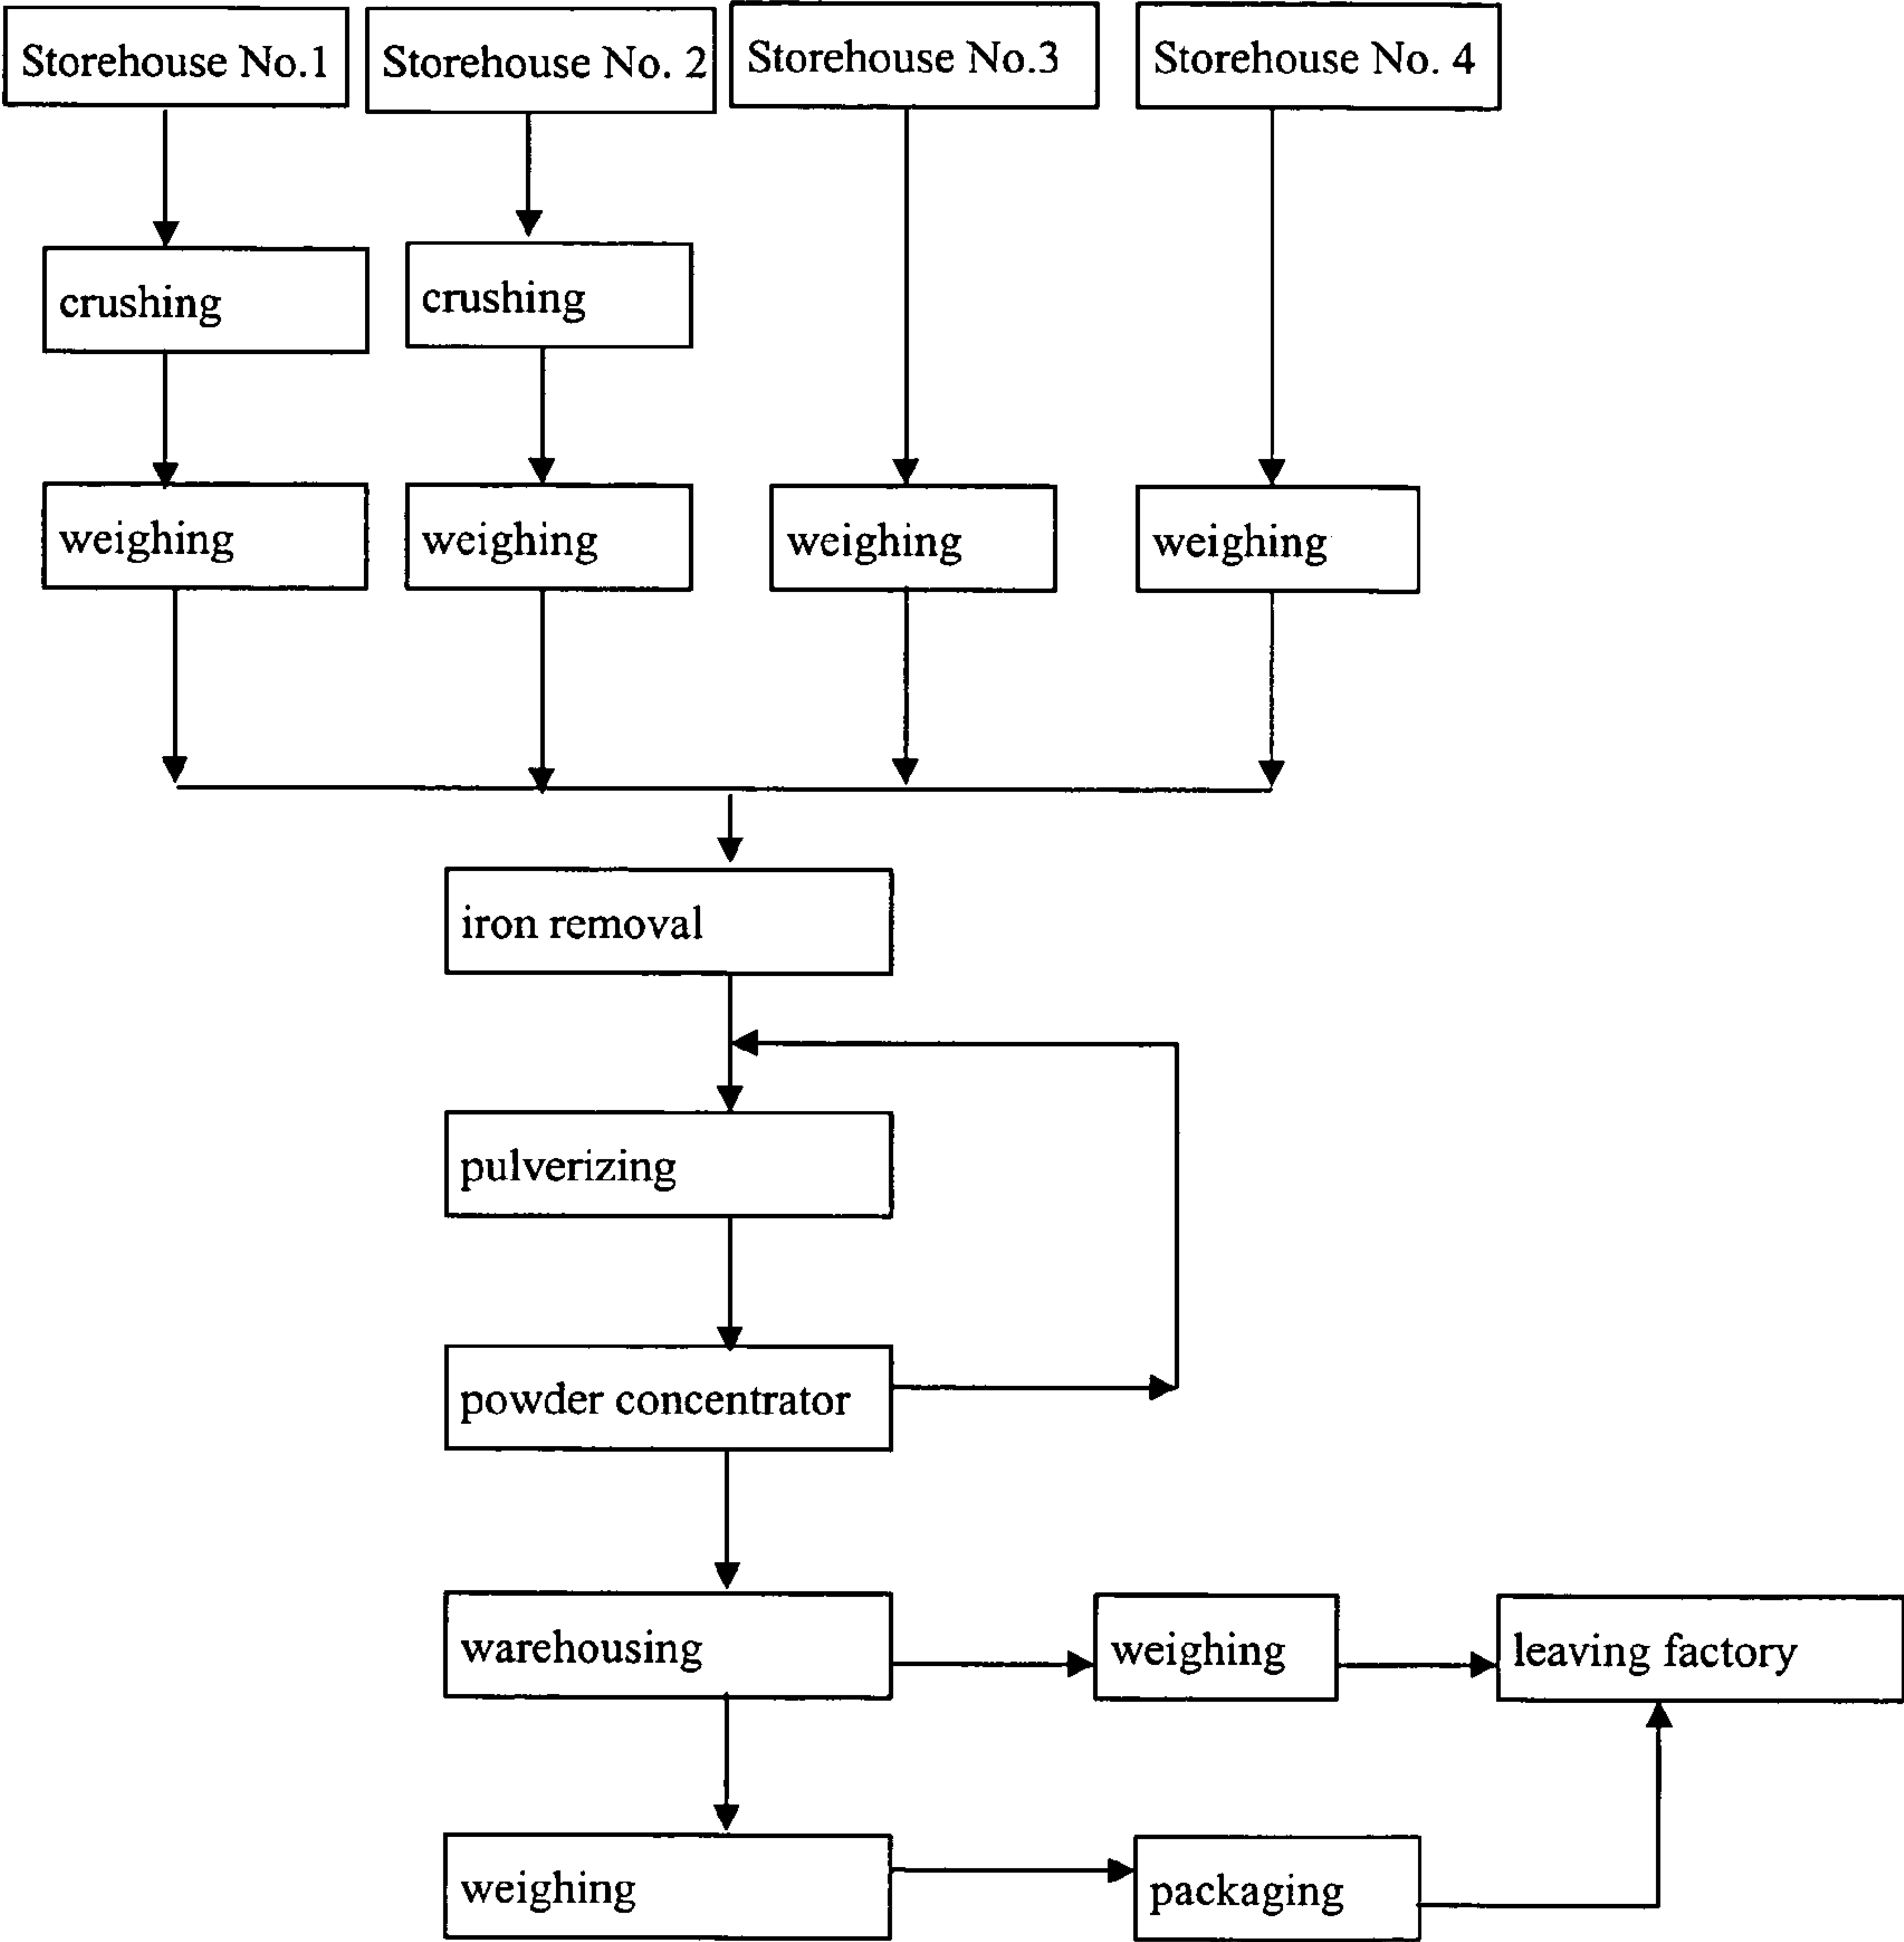 Storehouse No.1
Storehouse No. 2
Storehouse No.3
Storehouse No. 4
crushing
crushing
weighing
weighing
weighing
weighing
iron removal
pulverizing
powder concentrator
warehousing
weighing
leaving factory
weighing
packaging